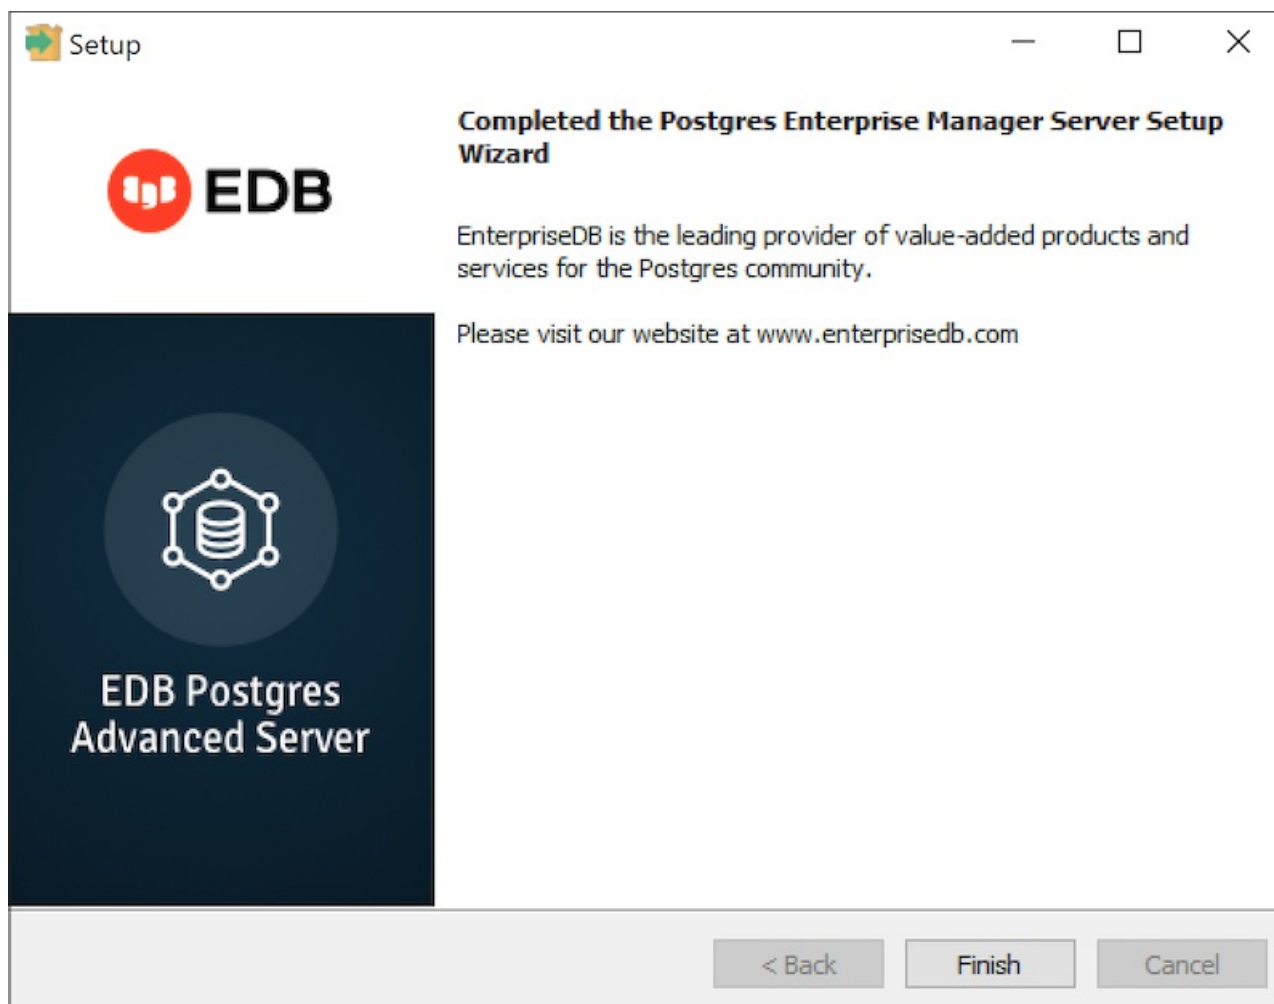 Setup
Completed the Postgres Enterprise Manager Server Setup
Wizard
EDB
EnterpriseDB is the leading provider of value-added products and
services for the Postgres community.
Please visit our website at www.enterprisedb.com
EDB Postgres
Advanced Server
< Back
Finish
Cancel